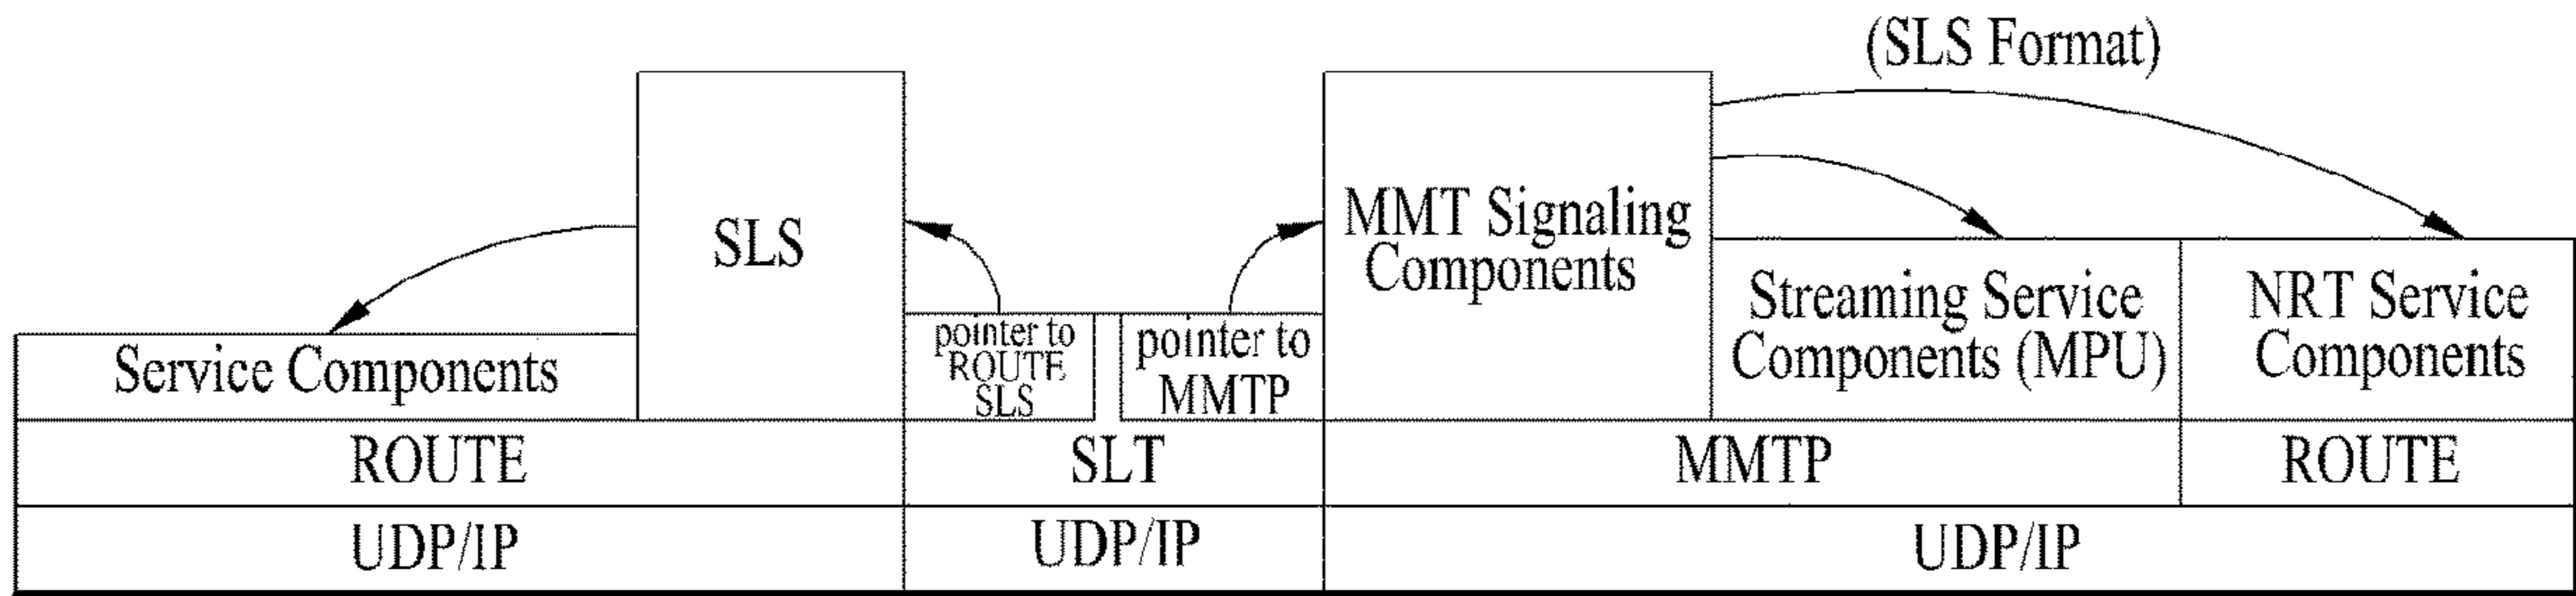 (SLS Format)
SLS
MMT Signaling
Components
Service Components
pointer to
ROUTE
SLS
pointer to
MMTP
Streaming Service
Components (MPU)
NRT Service
Components
ROUTE
SLT
MMTP
ROUTE
UDP/IP
UDP/IP
UDP/IP